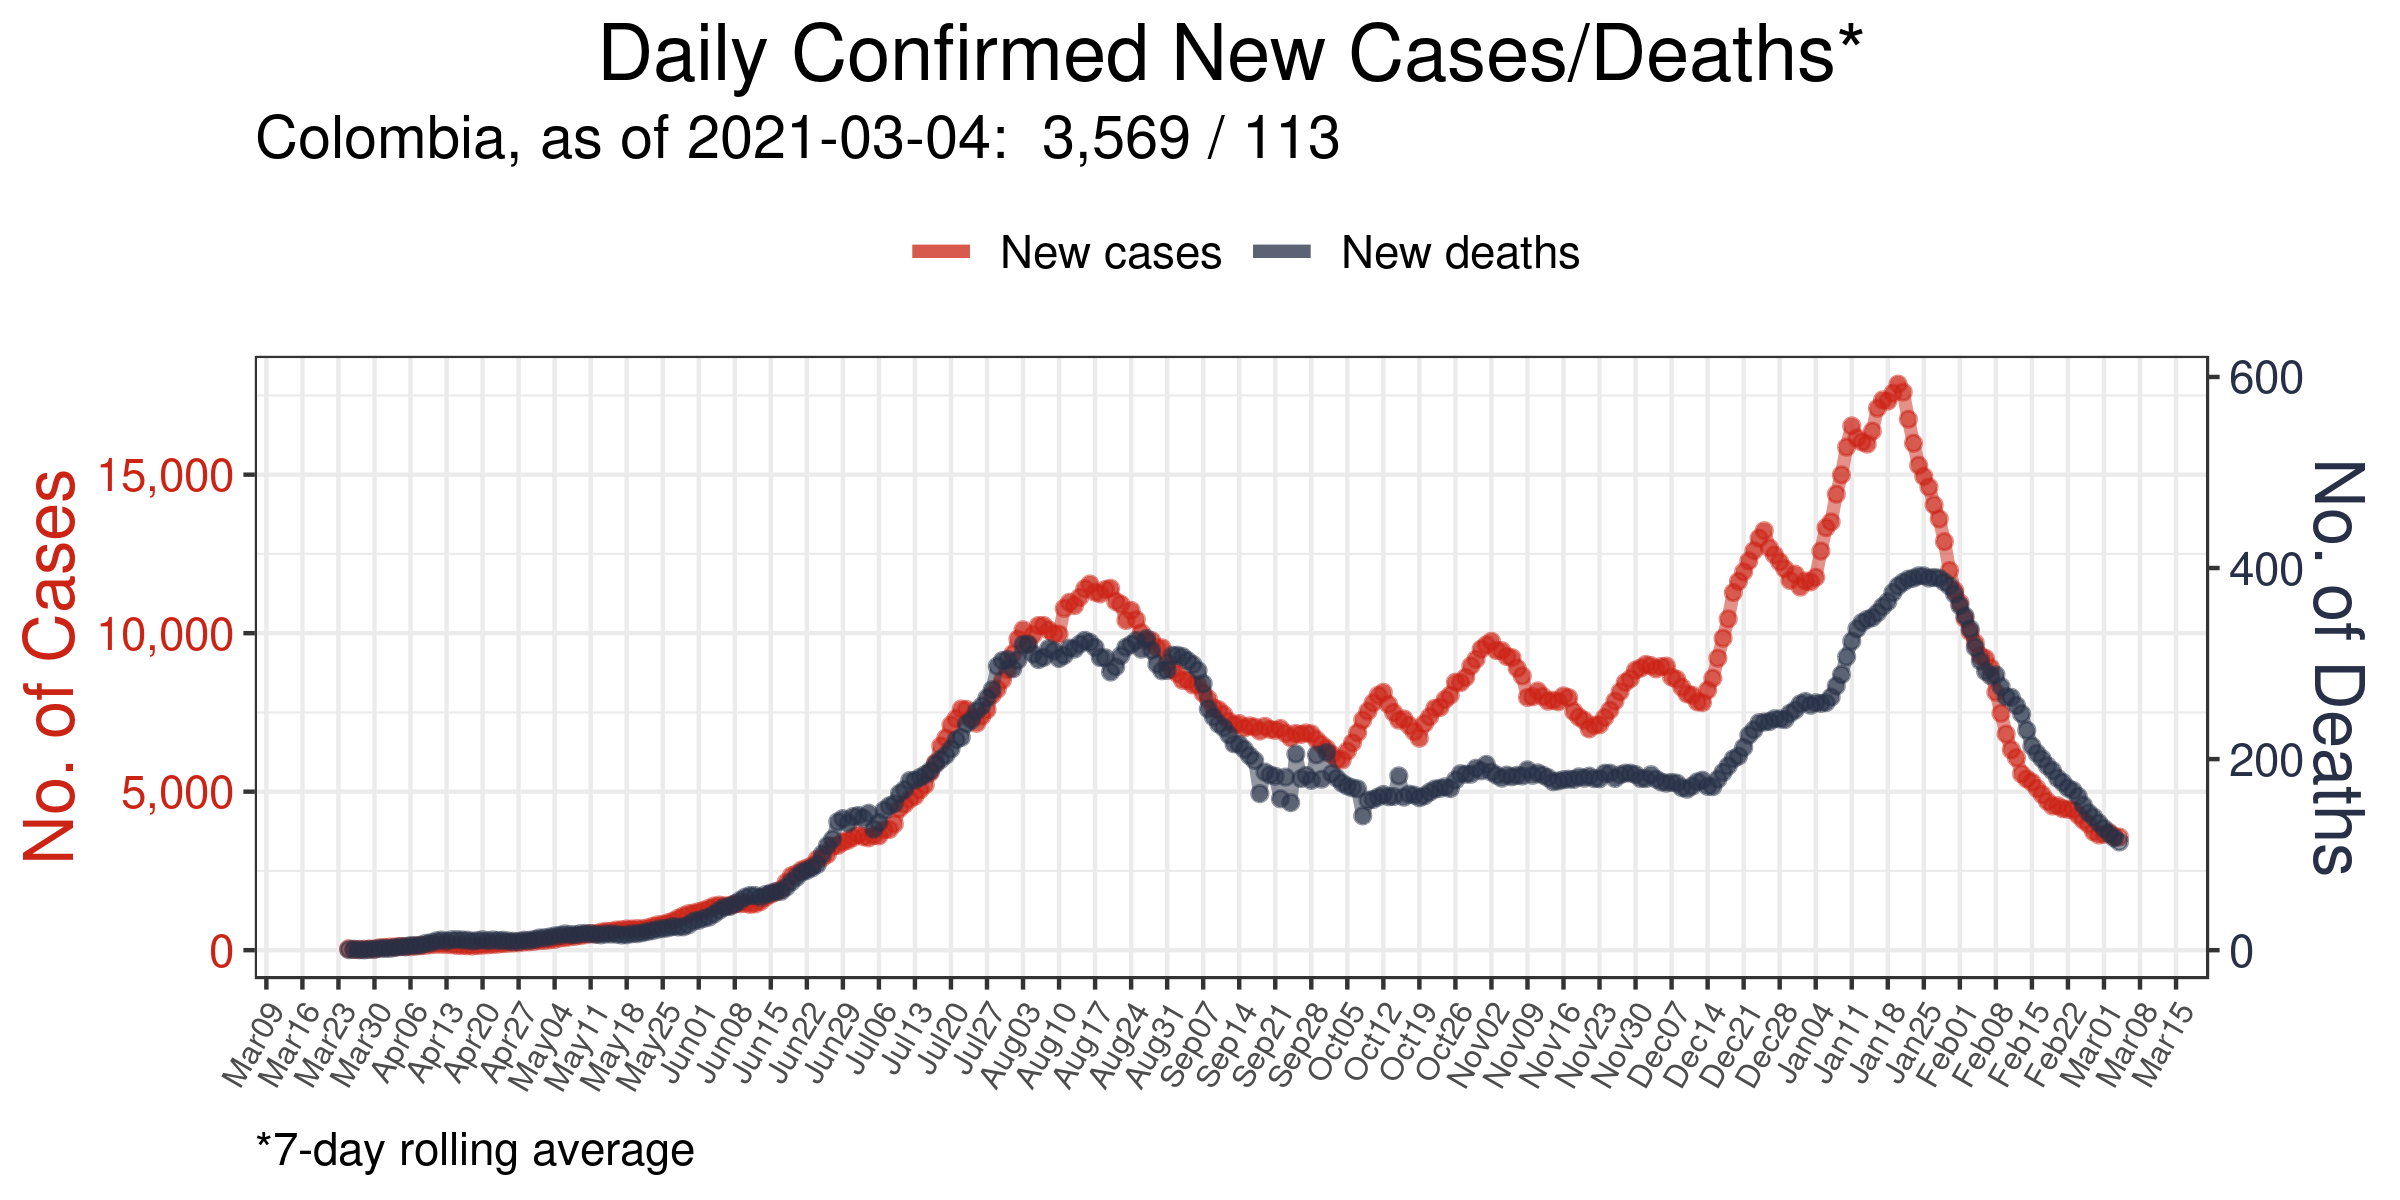 Daily Confirmed New Cases/Deaths*
Colombia, as of 2021-03-04:  3,569 / 113
New cases
New deaths
No. of Cases
15,000
10,000
5,000
0
600
400
200
0
No. of Deaths
Mar09
Mar16
Mar23
Mar30
Apr06
Apr13
Apr20
Apr27
May04
May11
May18
May25
Jun01
Jun08
Jun15
Jun22
Jun29
Jul06
Jul13
Jul20
Jul27
Aug03
Aug10
Aug17
Aug24
Aug31
Sep07
Sep14
Sep21
Sep28
Oct05
Oct12
Oct19
Oct26
Nov02
Nov09
Nov16
Nov23
Nov30
Dec07
Dec14
Dec21
Dec28
Jan04
Jan11
Jan18
Jan25
Feb01
Feb08
Feb15
Feb22
Mar01
Mar08
Mar15
*7-day rolling average